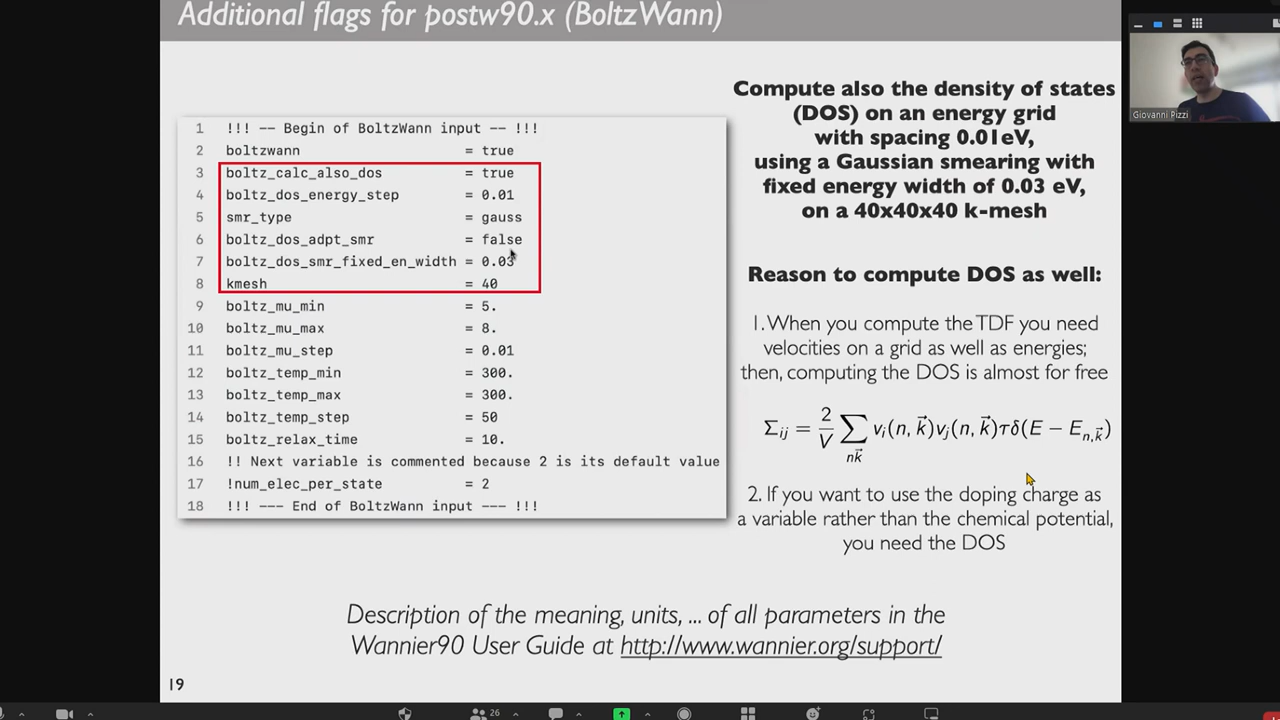 Additional flags for postw90.x (BoltzWann)
1 !!! -- Begin of BoltzWann input -- !!!
2 boltzwann = true
3 boltz_calc_also_dos = true
4 boltz_dos_energy_step = 0.01
5 smr_type = gauss
6 boltz_dos_adpt_smr = false
7 boltz_dos_smr_fixed_en_width = 0.03
8 kmesh = 40
9 boltz_mu_min = 5.
10 boltz_mu_max = 8.
11 boltz_mu_step = 0.01
12 boltz_temp_min = 300.
13 boltz_temp_max = 300.
14 boltz_temp_step = 50
15 boltz_relax_time = 10.
16 !! Next variable is commented because 2 is its default value
17 !num_elec_per_state = 2
18 !!! --- End of BoltzWann input --- !!!
Compute also the density of states
(DOS) on an energy grid
with spacing 0.01eV,
using a Gaussian smearing with
fixed energy width of 0.03 eV,
on a 40x40x40 k-mesh
Reason to compute DOS as well:
1. When you compute the TDF you need
velocities on a grid as well as energies;
then, computing the DOS is almost for free
Σij = 2/V ∑nk⃗ vi(n, k⃗)vj(n, k⃗)τδ(E − En,k⃗)
2. If you want to use the doping charge as
a variable rather than the chemical potential,
you need the DOS
Description of the meaning, units, ... of all parameters in the
Wannier90 User Guide at http://www.wannier.org/support/
19
Giovanni Pizzi
26